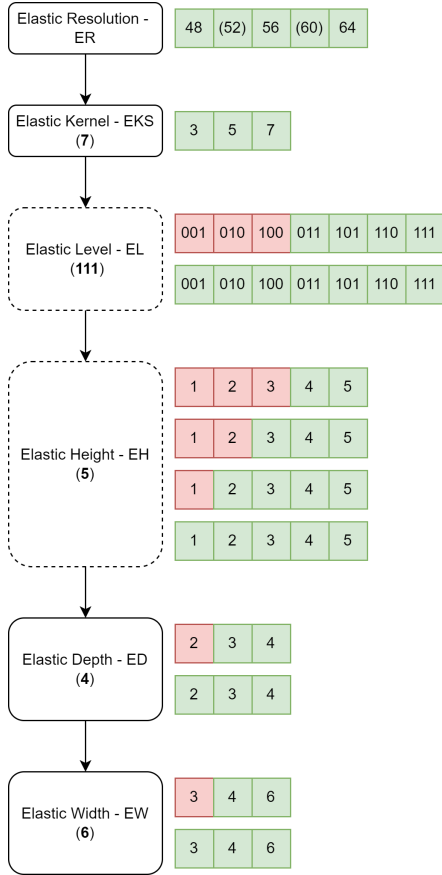 Elastic Resolution -
ER
48 (52) 56 (60) 64
Elastic Kernel - EKS
(7)
3 5 7
Elastic Level - EL
(111)
001 010 100 011 101 110 111
001 010 100 011 101 110 111
Elastic Height - EH
(5)
1 2 3 4 5
1 2 3 4 5
1 2 3 4 5
1 2 3 4 5
Elastic Depth - ED
(4)
2 3 4
2 3 4
Elastic Width - EW
(6)
3 4 6
3 4 6